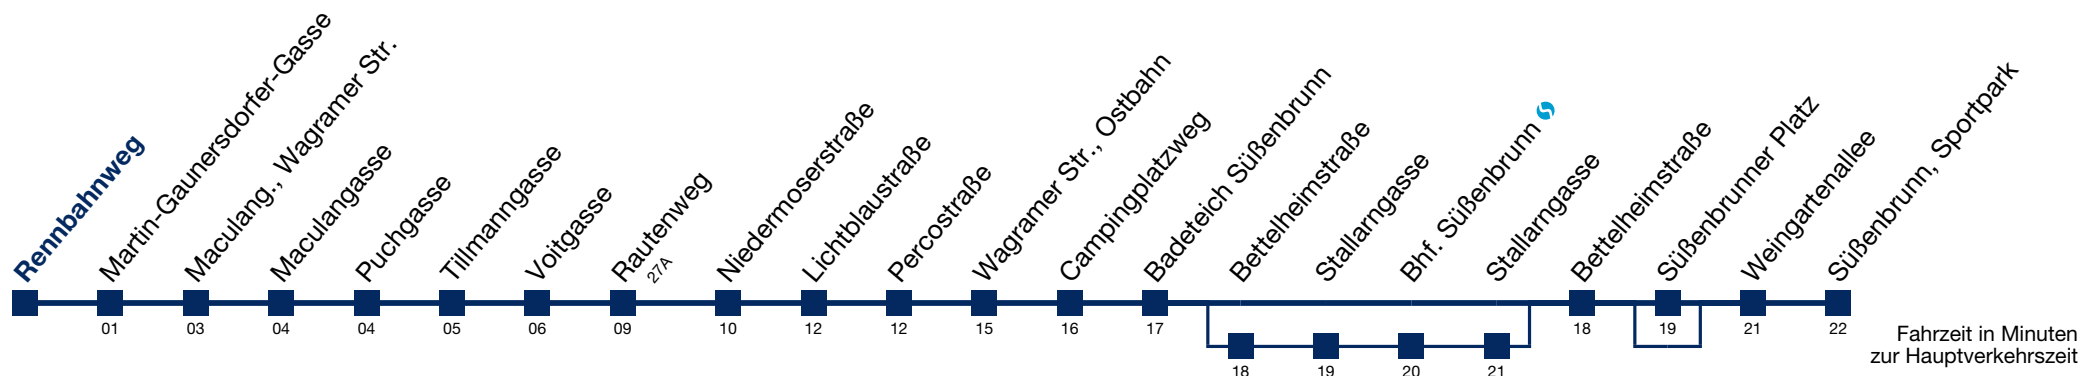 Rennbahnweg
Martin-Gaunersdorfer-Gasse
Maculang., Wagramer Str.
Maculangasse
Puchgasse
Tillmanngasse
Voitgasse
Rautenweg
27A
Niedermoserstraße
Lichtblaustraße
Percostraße
Wagramer Str., Ostbahn
Campingplatzweg
Badeteich Süßenbrunn
Bettelheimstraße
Stallarngasse
Bhf. Süßenbrunn
Stallarngasse
Bettelheimstraße
Süßenbrunner Platz
Weingartenallee
Süßenbrunn, Sportpark
01 03 04 04 05 06 09 10 12 12 15 16 17 18 19 21 22
18 19 20 21
Fahrzeit in Minuten
zur Hauptverkehrszeit